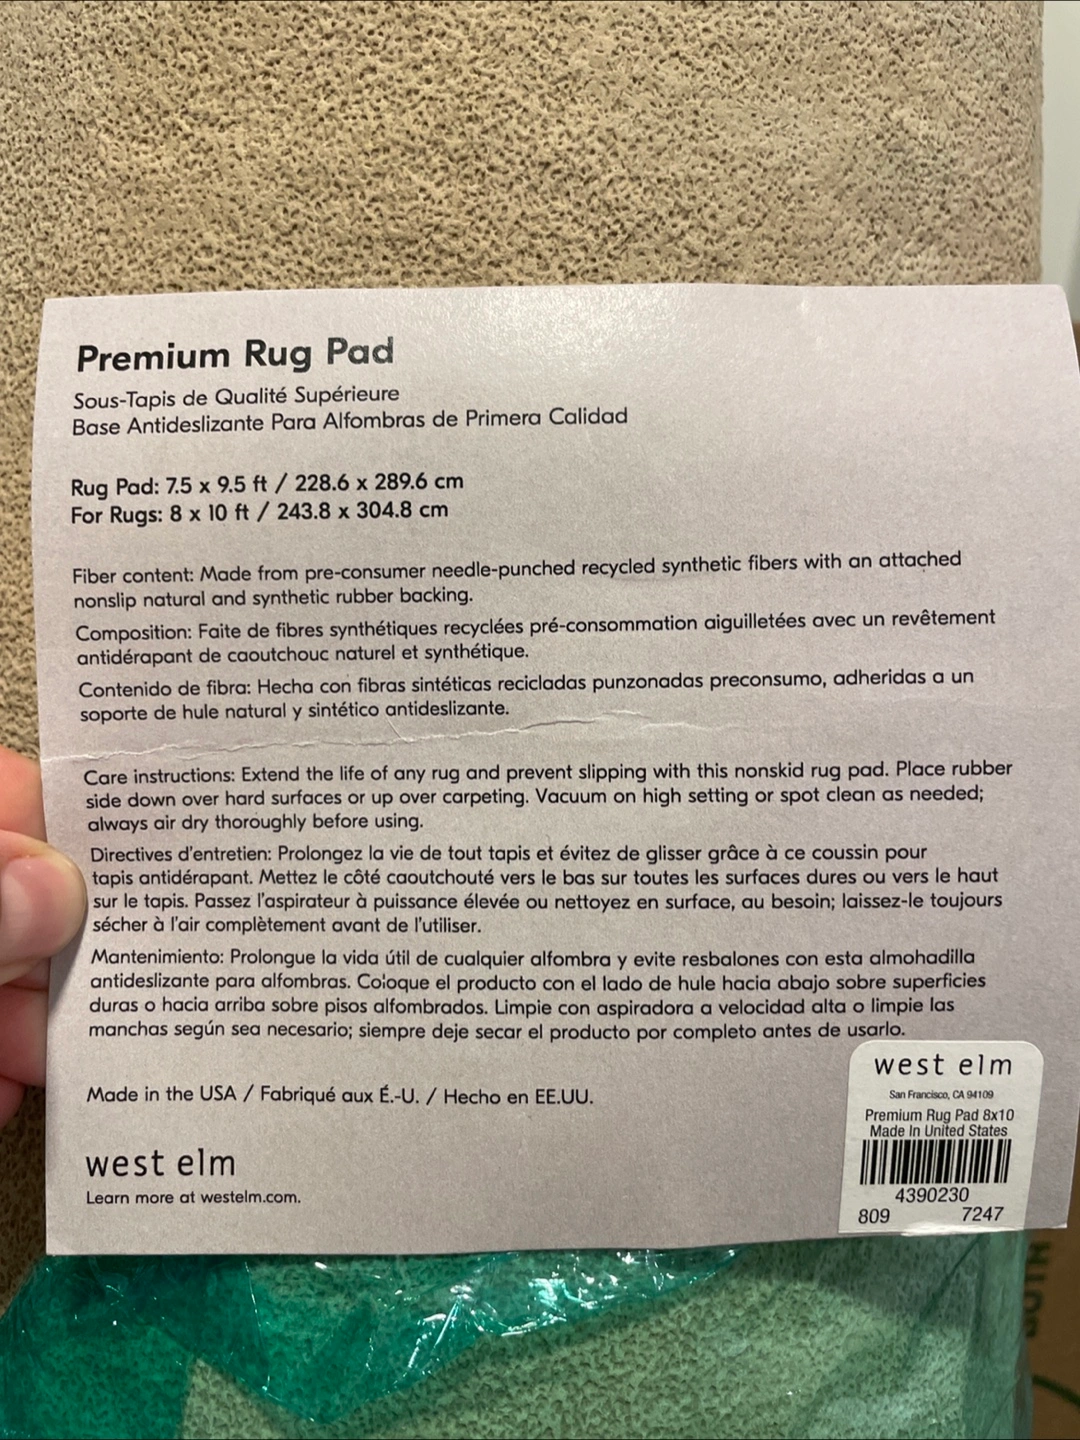 Premium Rug Pad
Sous-Tapis de Qualité Supérieure
Base Antideslizante Para Alfombras de Primera Calidad
Rug Pad: 7.5 x 9.5 ft / 228.6 x 289.6 cm
For Rugs: 8 x 10 ft / 243.8 x 304.8 cm
Fiber content: Made from pre-consumer needle-punched recycled synthetic fibers with an attached
nonslip natural and synthetic rubber backing.
Composition: Faite de fibres synthétiques recyclées pré-consommation aiguilletées avec un revêtement
antidérapant de caoutchouc naturel et synthétique.
Contenido de fibra: Hecha con fibras sintéticas recicladas punzonadas preconsumo, adheridas a un
soporte de hule natural y sintético antideslizante.
Care instructions: Extend the life of any rug and prevent slipping with this nonskid rug pad. Place rubber
side down over hard surfaces or up over carpeting. Vacuum on high setting or spot clean as needed;
always air dry thoroughly before using.
Directives d'entretien: Prolongez la vie de tout tapis et évitez de glisser grâce à ce coussin pour
tapis antidérapant. Mettez le côté caoutchouté vers le bas sur toutes les surfaces dures ou vers le haut
sur le tapis. Passez l'aspirateur à puissance élevée ou nettoyez en surface, au besoin; laissez-le toujours
sécher à l'air complètement avant de l'utiliser.
Mantenimiento: Prolongue la vida útil de cualquier alfombra y evite resbalones con esta almohadilla
antideslizante para alfombras. Coloque el producto con el lado de hule hacia abajo sobre superficies
duras o hacia arriba sobre pisos alfombrados. Limpie con aspiradora a velocidad alta o limpie las
manchas según sea necesario; siempre deje secar el producto por completo antes de usarlo.
Made in the USA / Fabriqué aux É.-U. / Hecho en EE.UU.
west elm
Learn more at westelm.com.
west elm
San Francisco, CA 94109
Premium Rug Pad 8x10
Made In United States
4390230
809 7247